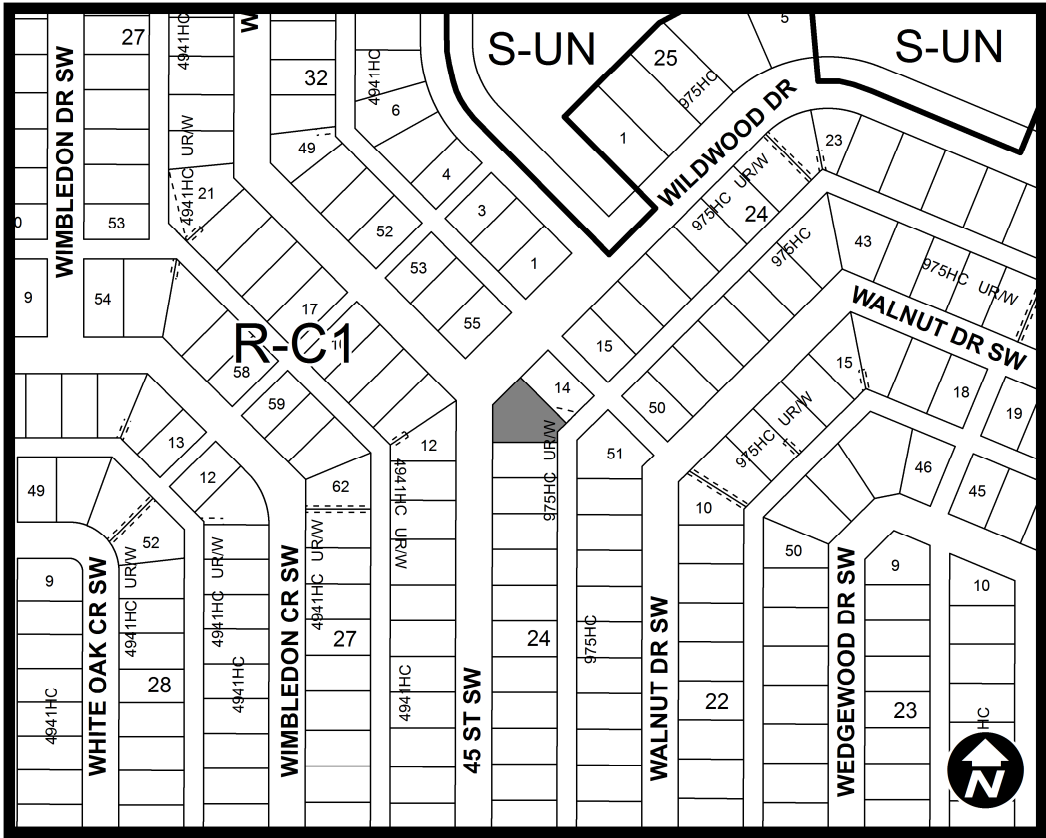 27
4941HC
W
S-UN
S-UN
5
25
975HC
32
4941HC
6
1
WILDWOOD DR
WIMBLEDON DR SW
4941HC UR/W
49
23
4
975HC UR/W
24
21
3
0
53
52
43
975HC
975HC UR/W
53
1
9
54
WALNUT DR SW
17
55
R-C1
15
15
58
14
18
59
50
19
975HC UR/W
13
12
51
975HC UR/W
46
49
12
62
4941HC UR/W
10
45
52
50
9
9
4941HC UR/W
4941HC UR/W
4941HC UR/W
10
WHITE OAK CR SW
WIMBLEDON CR SW
27
24
975HC
WEDGEWOOD DR SW
28
4941HC
4941HC
4941HC
45 ST SW
WALNUT DR SW
22
23
HC
N